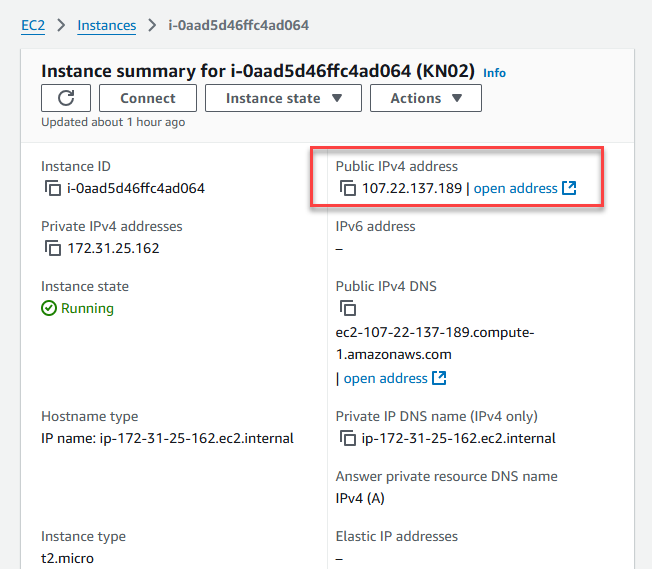 EC2 > Instances > i-0aad5d46ffc4ad064
Instance summary for i-0aad5d46ffc4ad064 (KN02) Info
Connect Instance state ▼ Actions ▼
Updated about 1 hour ago
Instance ID
i-0aad5d46ffc4ad064
Public IPv4 address
107.22.137.189 | open address
Private IPv4 addresses
172.31.25.162
IPv6 address
–
Instance state
Running
Public IPv4 DNS
ec2-107-22-137-189.compute-
1.amazonaws.com
| open address
Hostname type
IP name: ip-172-31-25-162.ec2.internal
Private IP DNS name (IPv4 only)
ip-172-31-25-162.ec2.internal
Answer private resource DNS name
IPv4 (A)
Instance type
t2.micro
Elastic IP addresses
–